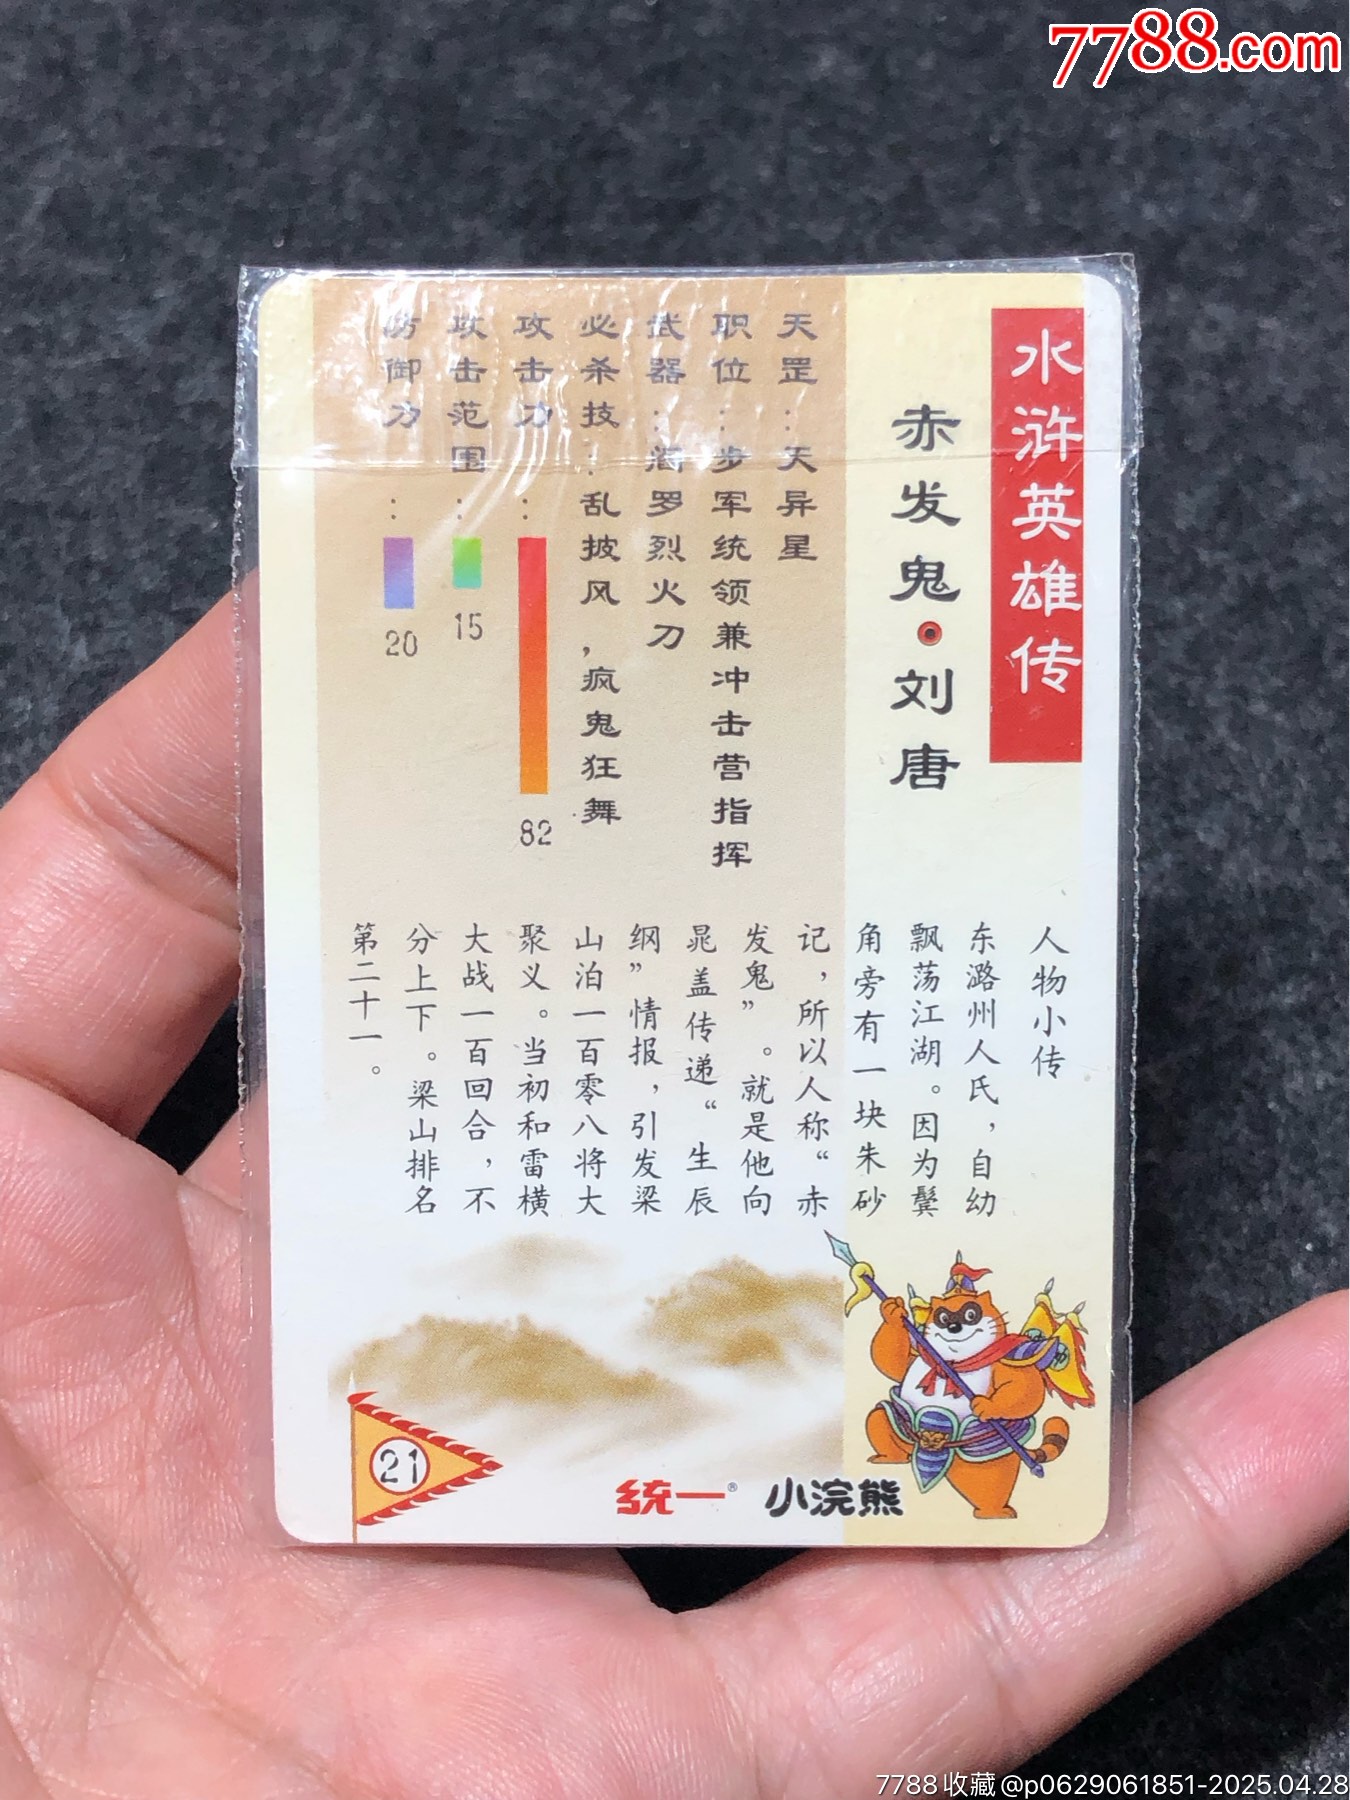 7788.com
水浒英雄传
赤发鬼·刘唐
天罡：天异星
职位：步军统领兼冲击营指挥
武器：阎罗烈火刀
必杀技：乱披风，疯鬼狂舞
攻击力：82
攻击范围：15
防御力：20
人物小传
东潞州人氏，自幼
飘荡江湖。因为鬓
角旁有一块朱砂
记，所以人称“赤
发鬼”。就是他向
晁盖传递“生辰
纲”情报，引发梁
山泊一百零八将大
聚义。当初和雷横
大战一百回合，不
分上下。梁山排名
第二十一。
21
统一® 小浣熊
7788收藏@p0629061851-2025.04.28